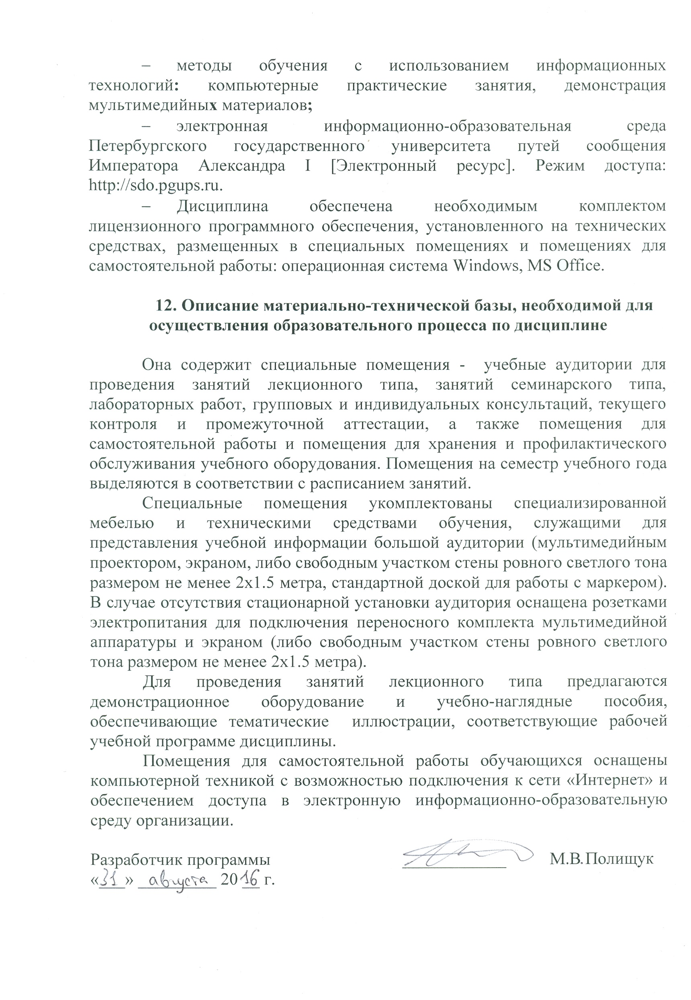 – методы обучения с использованием информационных
технологий: компьютерные практические занятия, демонстрация
мультимедийных материалов;
– электронная информационно-образовательная среда
Петербургского государственного университета путей сообщения
Императора Александра I [Электронный ресурс]. Режим доступа:
http://sdo.pgups.ru.
– Дисциплина обеспечена необходимым комплектом
лицензионного программного обеспечения, установленного на технических
средствах, размещенных в специальных помещениях и помещениях для
самостоятельной работы: операционная система Windows, MS Office.
12. Описание материально-технической базы, необходимой для
осуществления образовательного процесса по дисциплине
Она содержит специальные помещения - учебные аудитории для
проведения занятий лекционного типа, занятий семинарского типа,
лабораторных работ, групповых и индивидуальных консультаций, текущего
контроля и промежуточной аттестации, а также помещения для
самостоятельной работы и помещения для хранения и профилактического
обслуживания учебного оборудования. Помещения на семестр учебного года
выделяются в соответствии с расписанием занятий.
Специальные помещения укомплектованы специализированной
мебелью и техническими средствами обучения, служащими для
представления учебной информации большой аудитории (мультимедийным
проектором, экраном, либо свободным участком стены ровного светлого тона
размером не менее 2х1.5 метра, стандартной доской для работы с маркером).
В случае отсутствия стационарной установки аудитория оснащена розетками
электропитания для подключения переносного комплекта мультимедийной
аппаратуры и экраном (либо свободным участком стены ровного светлого
тона размером не менее 2х1.5 метра).
Для проведения занятий лекционного типа предлагаются
демонстрационное оборудование и учебно-наглядные пособия,
обеспечивающие тематические иллюстрации, соответствующие рабочей
учебной программе дисциплины.
Помещения для самостоятельной работы обучающихся оснащены
компьютерной техникой с возможностью подключения к сети «Интернет» и
обеспечением доступа в электронную информационно-образовательную
среду организации.
Разработчик программы ____________ М.В. Полищук
«31» августа 2016 г.